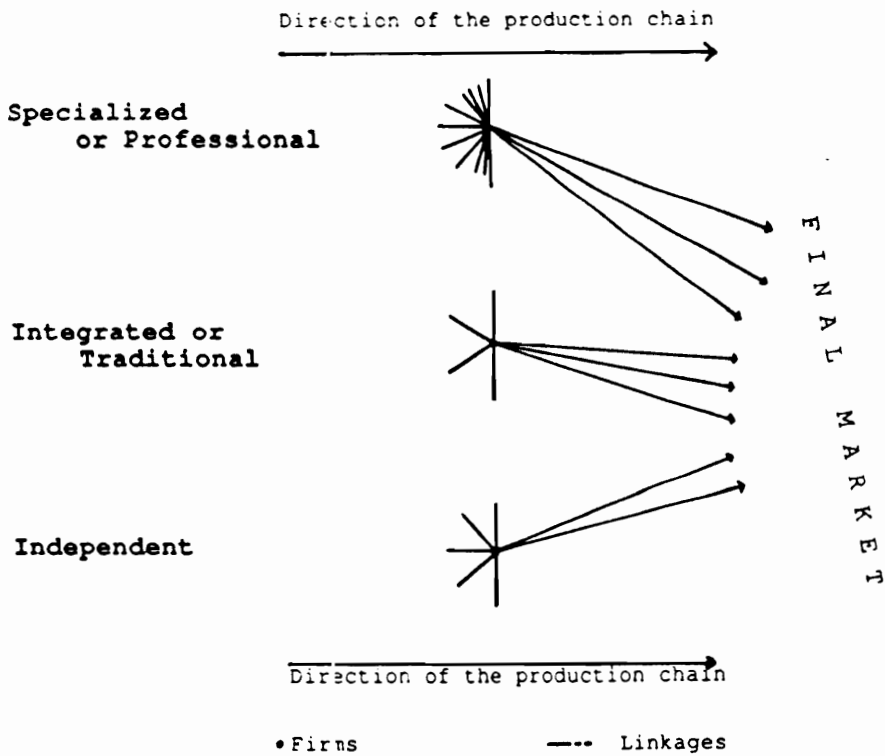 Direction of the production chain
Specialized
or Professional
FINAL MARKET
Integrated or
Traditional
Independent
Direction of the production chain
Firms
Linkages